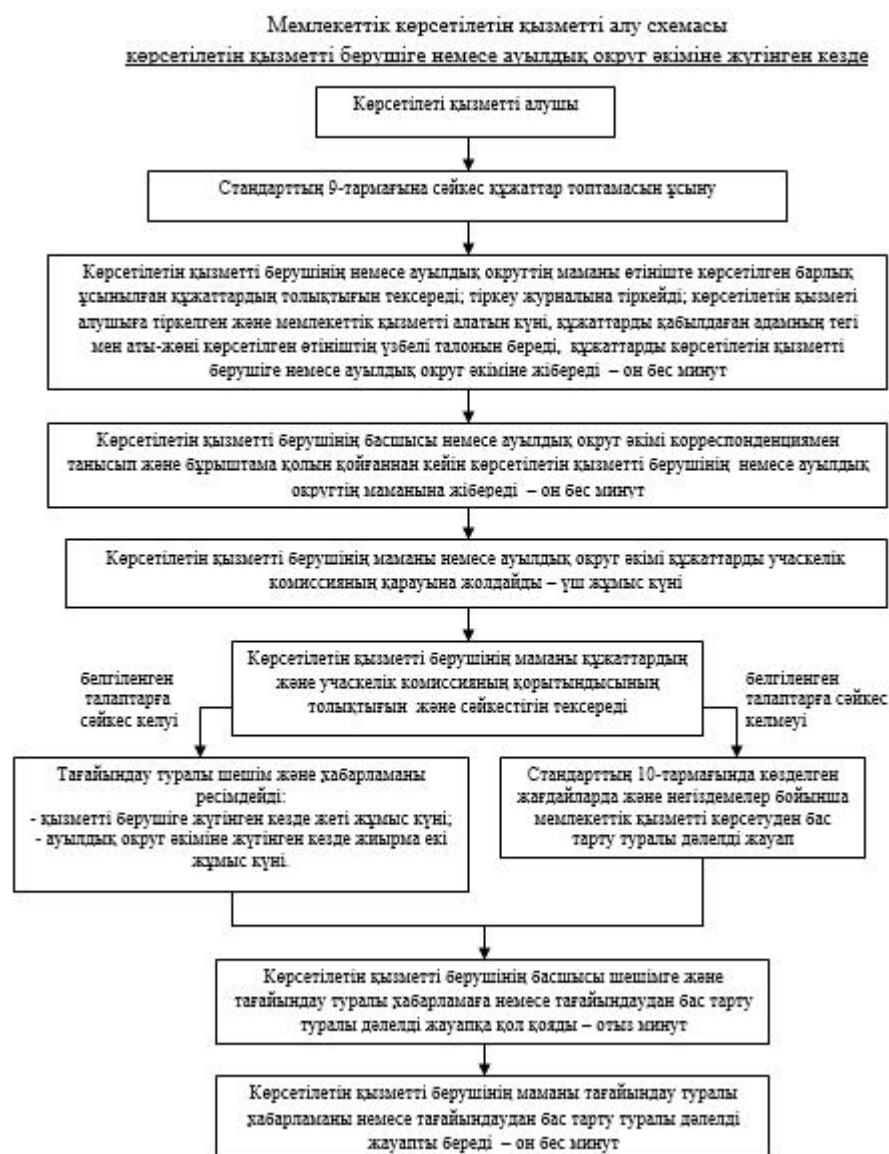 Мемлекеттік көрсетілетін қызметті алу схемасы
көрсетілетін қызметті берушіге немесе ауылдық округ әкіміне жүгінген кезде
Көрсетілеті қызметті алушы
Стандарттың 9-тармағына сәйкес құжаттар топтамасын ұсыну
Көрсетілетін қызметті берушінің немесе ауылдық округтің маманы өтініште көрсетілген барлық
ұсынылған құжаттардың толықтығын тексереді; тіркеу журналына тіркейді; көрсетілетін қызметі
алушыға тіркелген және мемлекеттік қызметті алатын күні, құжаттарды қабылдаған адамның тегі
мен аты-жөні көрсетілген өтініштің үзбелі талонын береді, құжаттарды көрсетілетін қызметті
берушіге немесе ауылдық округ әкіміне жібереді – он бес минут
Көрсетілетін қызметті берушінің басшысы немесе ауылдық округ әкімі корреспонденциямен
танысып және бұрыштама қолын қойғаннан кейін көрсетілетін қызметті берушінің немесе ауылдық
округтің маманына жібереді – он бес минут
Көрсетілетін қызметті берушінің маманы немесе ауылдық округ әкімі құжаттарды учаскелік
комиссияның қарауына жолдайды – үш жұмыс күні
Көрсетілетін қызметті берушінің маманы құжаттардың
және учаскелік комиссияның қорытындысының
толықтығын және сәйкестігін тексереді
белгіленген
талаптарға
сәйкес келуі
белгіленген
талаптарға сәйкес
келмеуі
Тағайындау туралы шешім және хабарламаны
ресімдейді:
- қызметті берушіге жүгінген кезде жеті жұмыс күні;
- ауылдық округ әкіміне жүгінген кезде жиырма екі
жұмыс күні.
Стандарттың 10-тармағында көзделген
жағдайларда және негіздемелер бойынша
мемлекеттік қызметті көрсетуден бас
тарту туралы дәлелді жауап
Көрсетілетін қызметті берушінің басшысы шешімге және
тағайындау туралы хабарламаға немесе тағайындаудан бас тарту
туралы дәлелді жауапқа қол қояды – отыз минут
Көрсетілетін қызметті берушінің маманы тағайындау туралы
хабарламаны немесе тағайындаудан бас тарту туралы дәлелді
жауапты береді – он бес минут